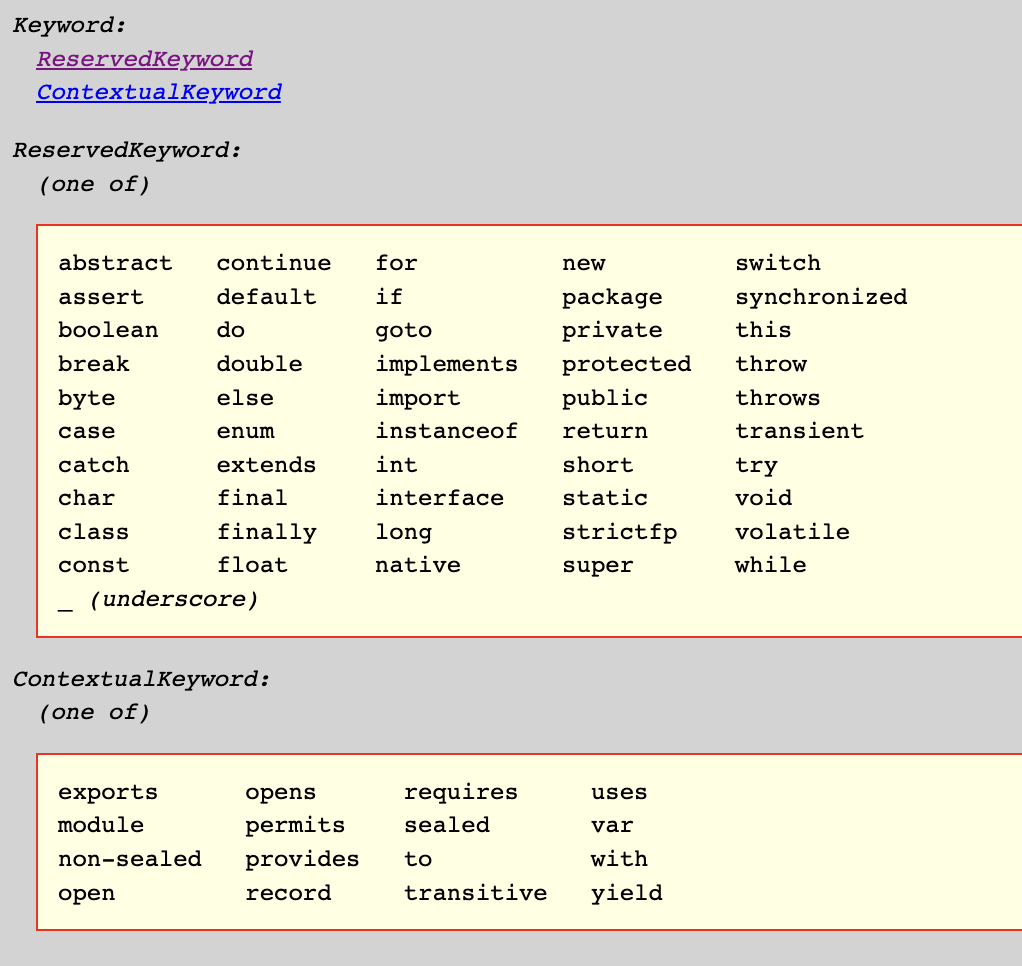 Keyword:
ReservedKeyword
ContextualKeyword
ReservedKeyword:
(one of)
abstract continue for new switch
assert default if package synchronized
boolean do goto private this
break double implements protected throw
byte else import public throws
case enum instanceof return transient
catch extends int short try
char final interface static void
class finally long strictfp volatile
const float native super while
_ (underscore)
ContextualKeyword:
(one of)
exports opens requires uses
module permits sealed var
non-sealed provides to with
open record transitive yield